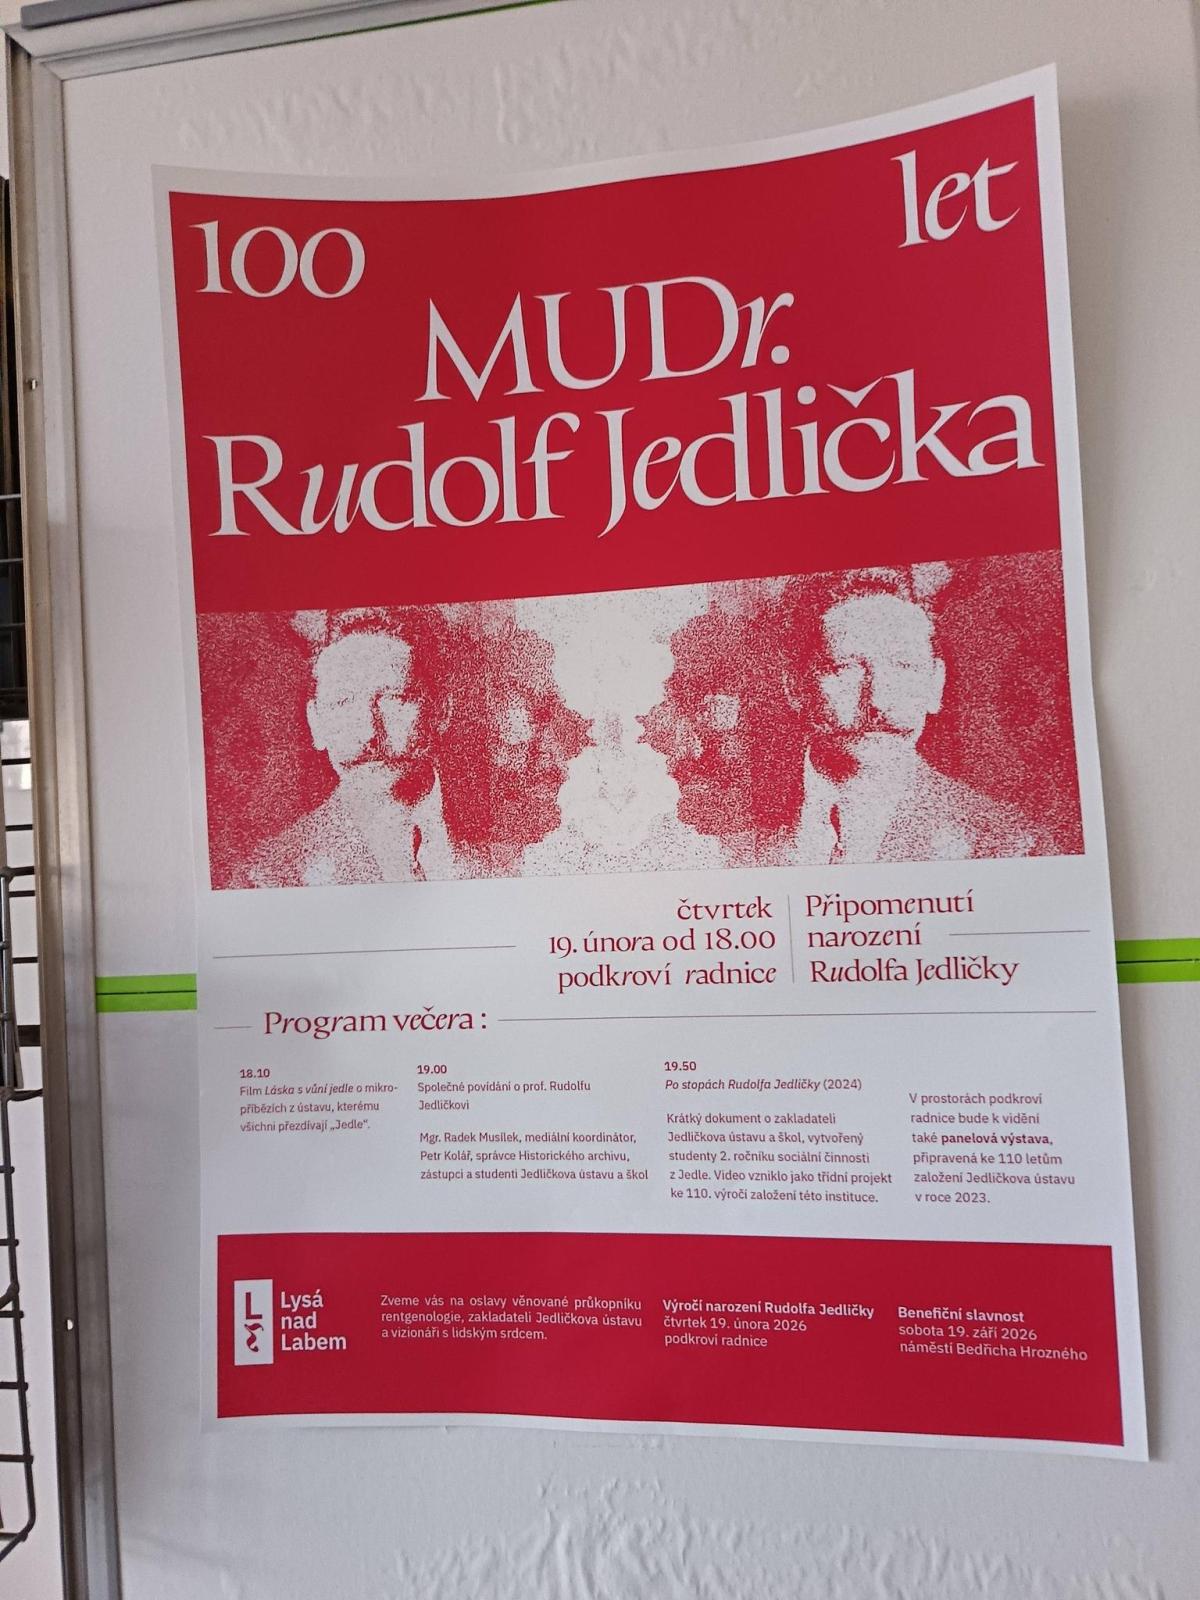 100 let
MUDr.
Rudolf Jedlička
čtvrtek
19. února od 18.00
podkroví radnice
Připomenutí
narození
Rudolfa Jedličky
Program večera :
18.10
Film Láska s vůní jedle o mikro-
příbězích z ústavu, kterému
všichni přezdívají „Jedle“.
19.00
Společné povídání o prof. Rudolfu
Jedličkovi
Mgr. Radek Musílek, mediální koordinátor,
Petr Kolář, správce Historického archivu,
zástupci a studenti Jedličkova ústavu a škol
19.50
Po stopách Rudolfa Jedličky (2024)
Krátký dokument o zakladateli
Jedličkova ústavu a škol, vytvořený
studenty 2. ročníku sociální činnosti
z Jedle. Video vzniklo jako třídní projekt
ke 110. výročí založení této instituce.
V prostorách podkroví
radnice bude k vidění
také panelová výstava,
připravená ke 110 letům
založení Jedličkova ústavu
v roce 2023.
L
Lysá
nad
Labem
Zveme vás na oslavy věnované průkopníku
rentgenologie, zakladateli Jedličkova ústavu
a vizionáři s lidským srdcem.
Výročí narození Rudolfa Jedličky
čtvrtek 19. února 2026
podkroví radnice
Benefiční slavnost
sobota 19. září 2026
náměstí Bedřicha Hrozného